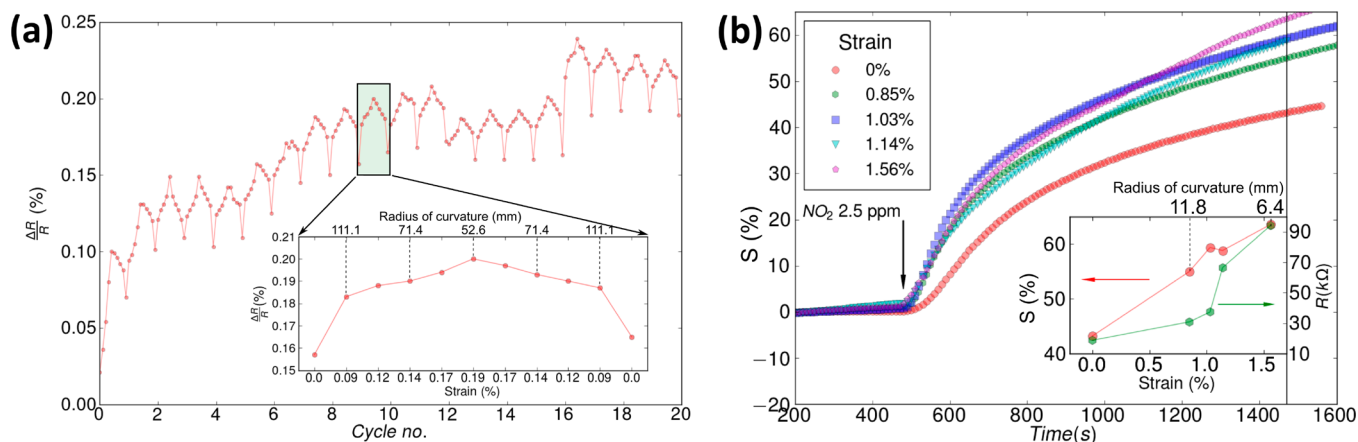 (a)
0.25
0.20
0.15
0.10
0.05
0.00
ΔR/R (%)
0 2 4 6 8 10 12 14 16 18 20
Cycle no.
Radius of curvature (mm)
111.1 71.4 52.6 71.4 111.1
0.21
0.20
0.19
0.18
0.17
0.16
0.15
ΔR/R (%)
0.0 0.09 0.12 0.14 0.17 0.19 0.17 0.14 0.12 0.09 0.0
Strain (%)
(b)
60
50
40
30
20
10
0
−10
−20
S (%)
200 400 600 800 1000 1200 1400 1600
Time(s)
Strain
0%
0.85%
1.03%
1.14%
1.56%
NO2 2.5 ppm
Radius of curvature (mm)
11.8 6.4
60
50
40
S (%)
90
70
50
30
10
R(kΩ)
0.0 0.5 1.0 1.5
Strain (%)